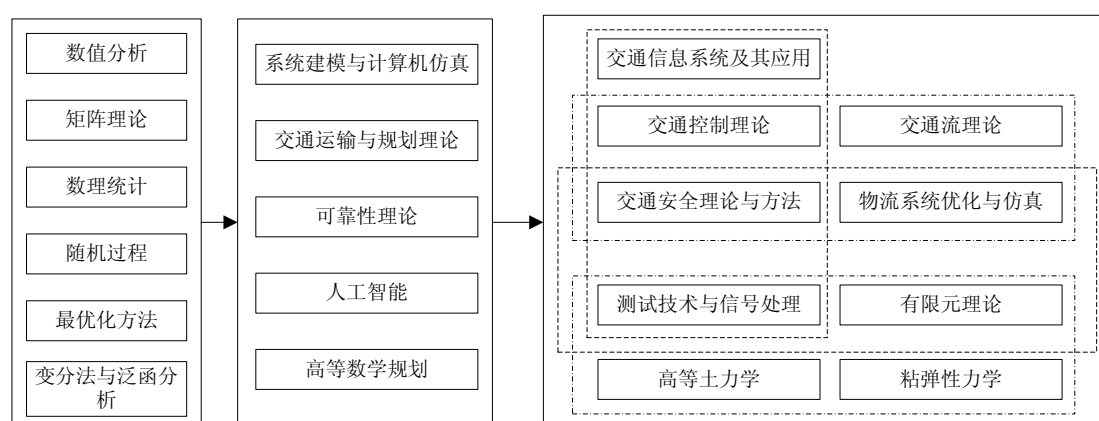 数值分析
矩阵理论
数理统计
随机过程
最优化方法
变分法与泛函分
析
系统建模与计算机仿真
交通运输与规划理论
可靠性理论
人工智能
高等数学规划
交通信息系统及其应用
交通控制理论
交通流理论
交通安全理论与方法
物流系统优化与仿真
测试技术与信号处理
有限元理论
高等土力学
粘弹性力学